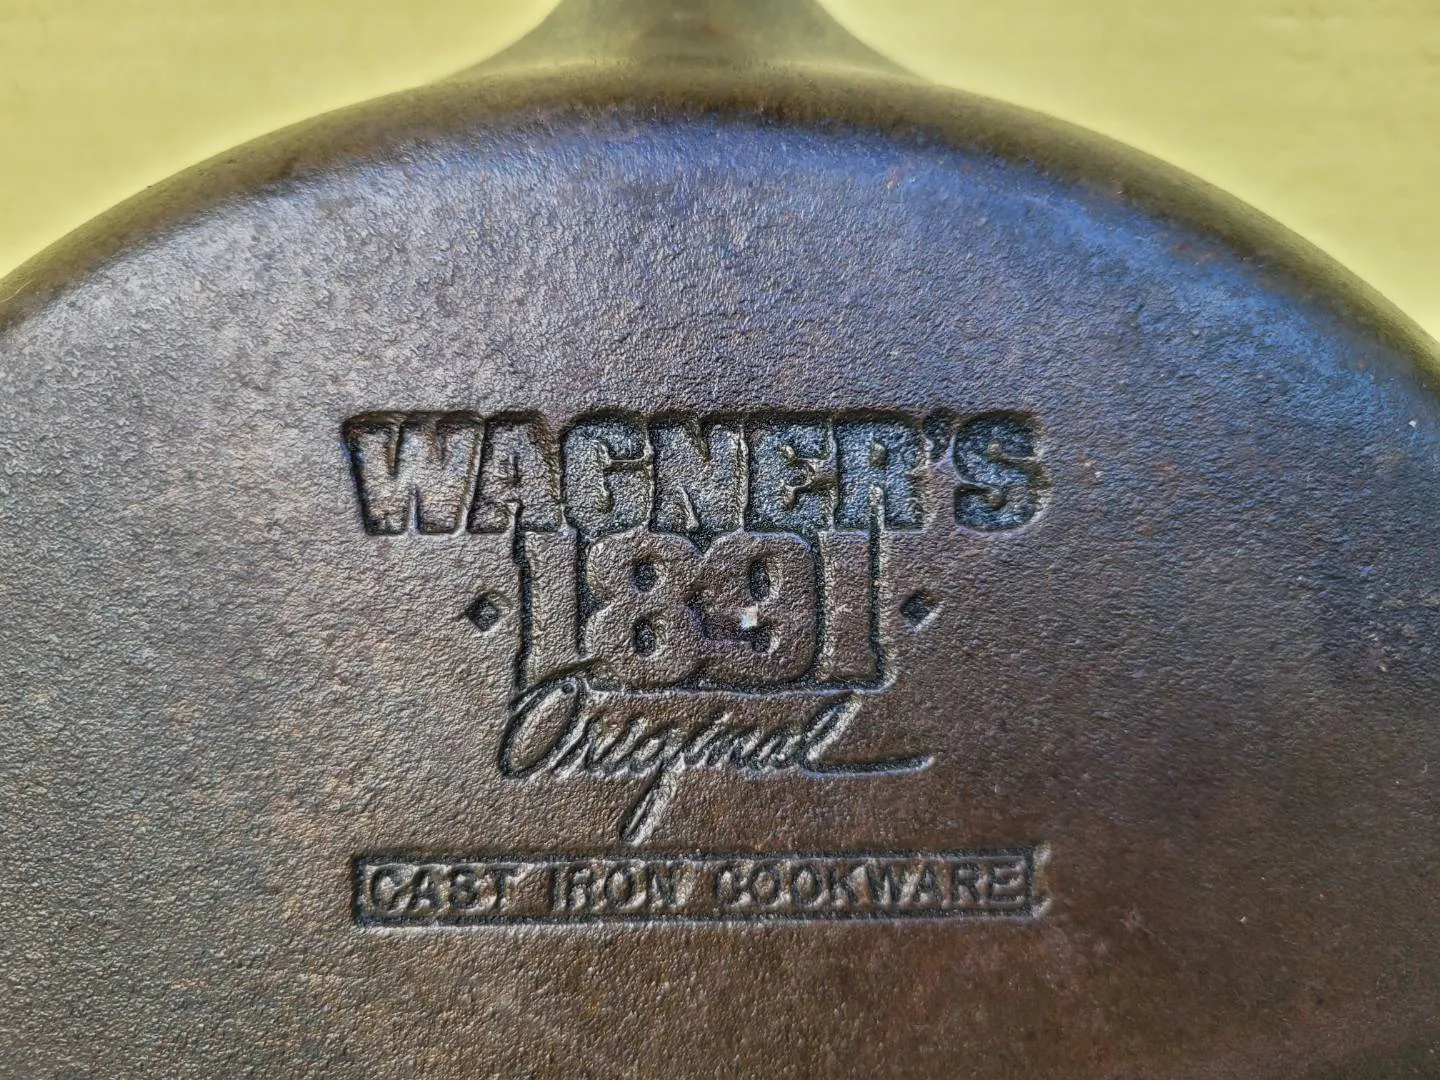 WAGNER'S
·1891·
Original
CAST IRON COOKWARE